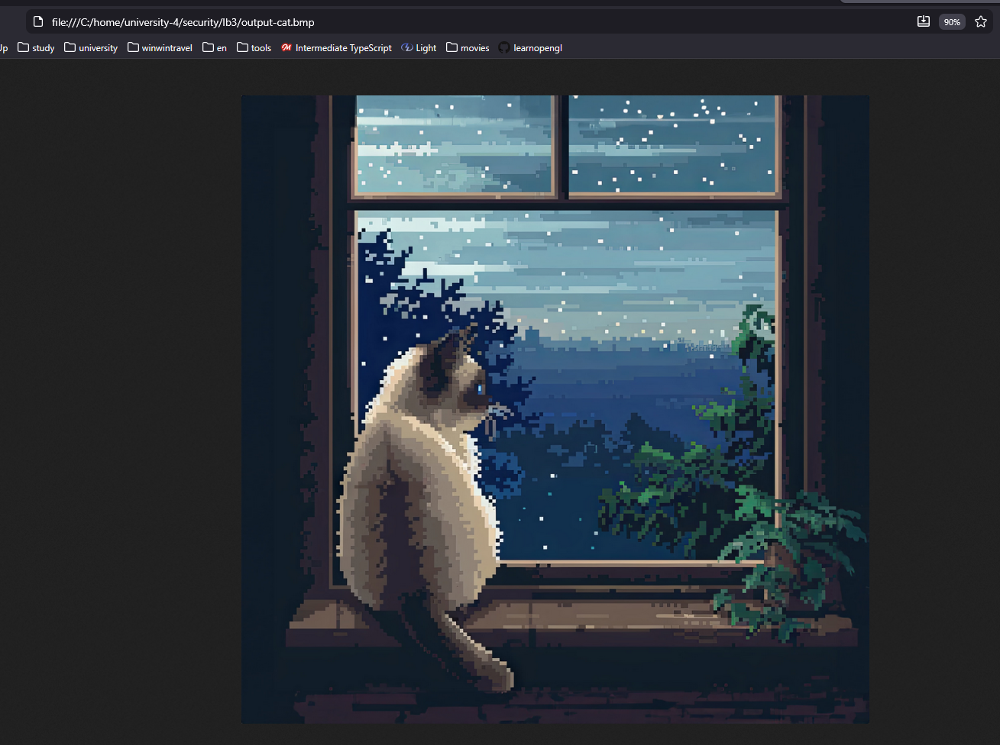 file:///C:/home/university-4/security/lb3/output-cat.bmp
90%
study university winwintravel en tools Intermediate TypeScript Light movies learnopengl